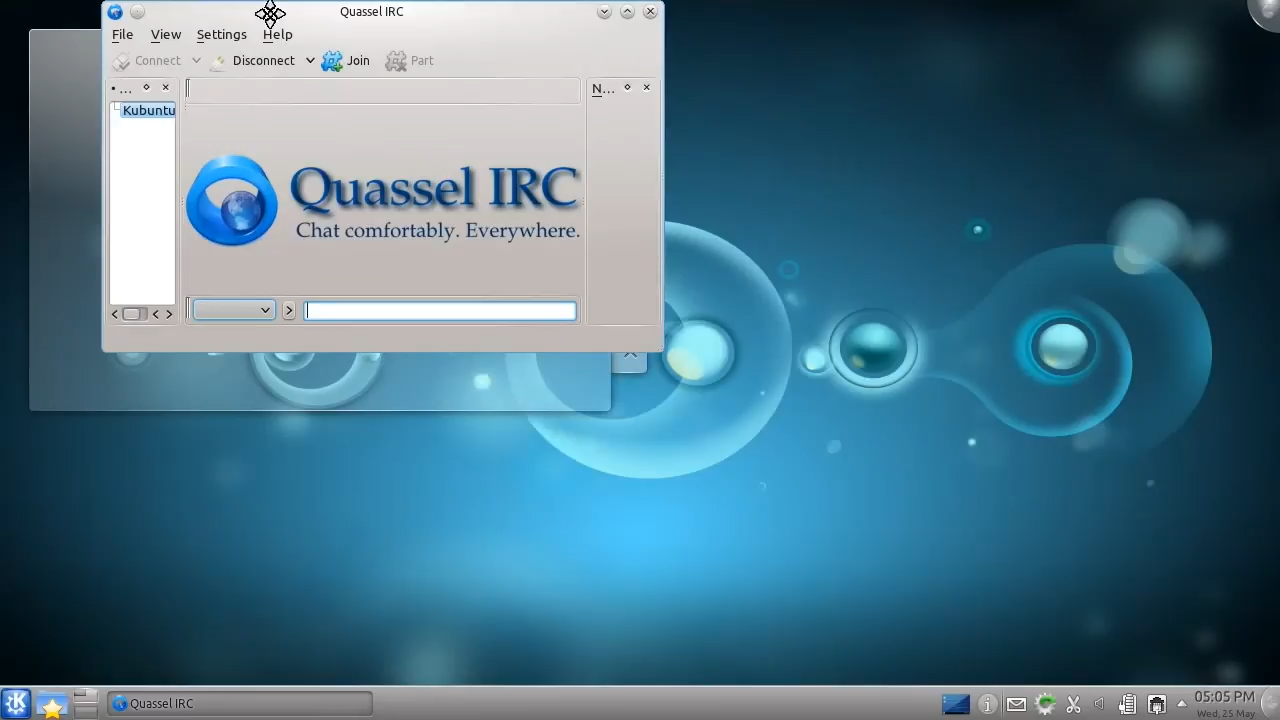 Quassel IRC
File View Settings Help
Connect Disconnect Join Part
... N...
Kubuntu
Quassel IRC
Chat comfortably. Everywhere.
Quassel IRC
05:05 PM
Wed, 25 May